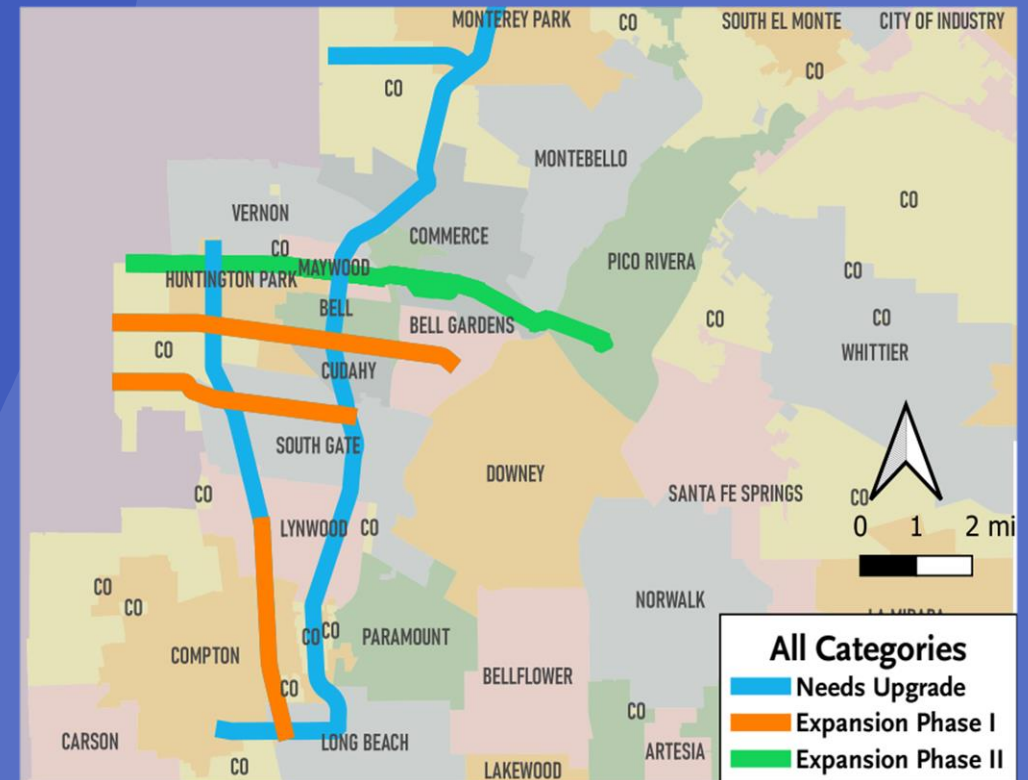 MONTEREY PARK
CO
SOUTH EL MONTE
CITY OF INDUSTRY
CO
CO
MONTEBELLO
CO
VERNON
CO
COMMERCE
HUNTINGTON PARK
MAYWOOD
PICO RIVERA
CO
BELL
BELL GARDENS
CO
CO
CO
CUDAHY
WHITTIER
SOUTH GATE
DOWNEY
CO
SANTA FE SPRINGS
CO
LYNWOOD
CO
0 1 2 mi
CO
CO
NORWALK
LA MIRADA
CO
CO
PARAMOUNT
COMPTON
BELLFLOWER
CO
CO
CARSON
LONG BEACH
ARTESIA
CO
LAKEWOOD
All Categories
Needs Upgrade
Expansion Phase I
Expansion Phase II